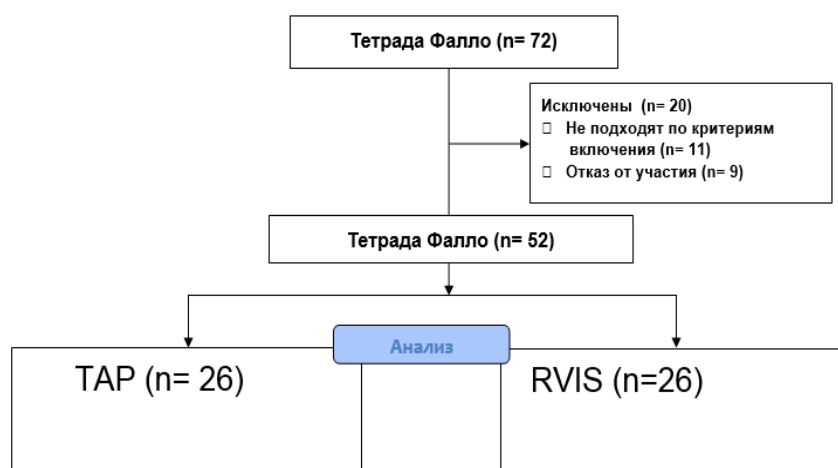 Тетрада Фалло (n= 72)
Исключены  (n= 20)
Не подходят по критериям
включения (n= 11)
Отказ от участия (n= 9)
Тетрада Фалло (n= 52)
Анализ
TAP (n= 26)
RVIS (n=26)